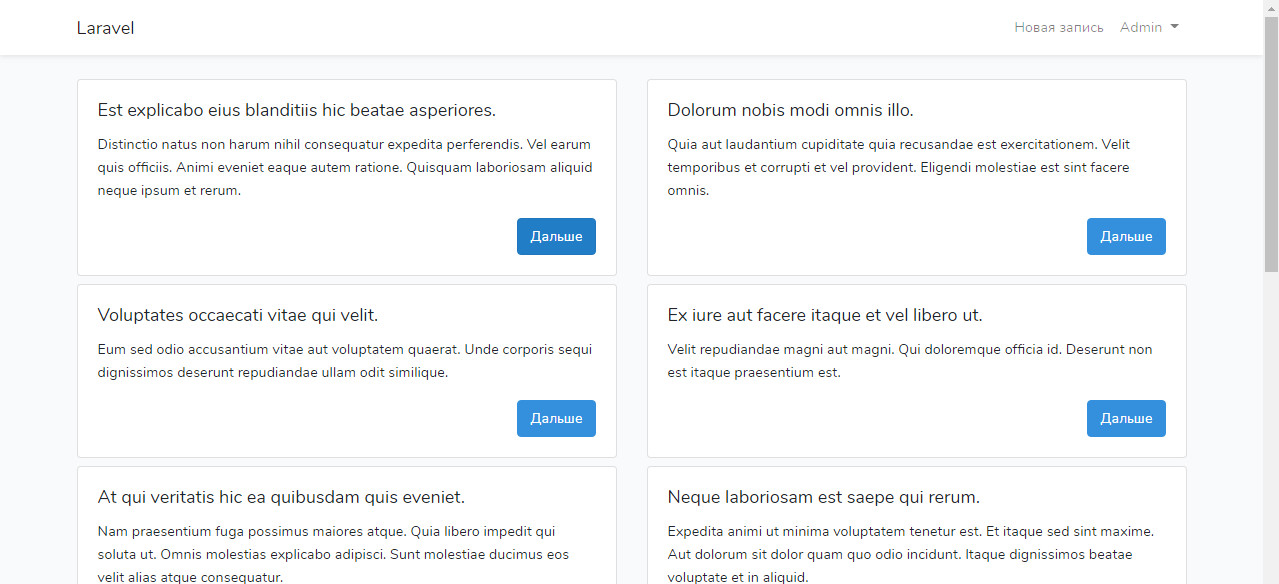 Laravel
Новая запись
Admin
Est explicabo eius blanditiis hic beatae asperiores.
Distinctio natus non harum nihil consequatur expedita perferendis. Vel earum
quis officiis. Animi eveniet eaque autem ratione. Quisquam laboriosam aliquid
neque ipsum et rerum.
Дальше
Dolorum nobis modi omnis illo.
Quia aut laudantium cupiditate quia recusandae est exercitationem. Velit
temporibus et corrupti et vel provident. Eligendi molestiae est sint facere
omnis.
Дальше
Voluptates occaecati vitae qui velit.
Eum sed odio accusantium vitae aut voluptatem quaerat. Unde corporis sequi
dignissimos deserunt repudiandae ullam odit similique.
Дальше
Ex iure aut facere itaque et vel libero ut.
Velit repudiandae magni aut magni. Qui doloremque officia id. Deserunt non
est itaque praesentium est.
Дальше
At qui veritatis hic ea quibusdam quis eveniet.
Nam praesentium fuga possimus maiores atque. Quia libero impedit qui
soluta ut. Omnis molestias explicabo adipisci. Sunt molestiae ducimus eos
velit alias atque consequatur.
Neque laboriosam est saepe qui rerum.
Expedita animi ut minima voluptatem tenetur est. Et itaque sed sint maxime.
Aut dolorum sit dolor quam quo odio incidunt. Itaque dignissimos beatae
voluptate et in aliquid.